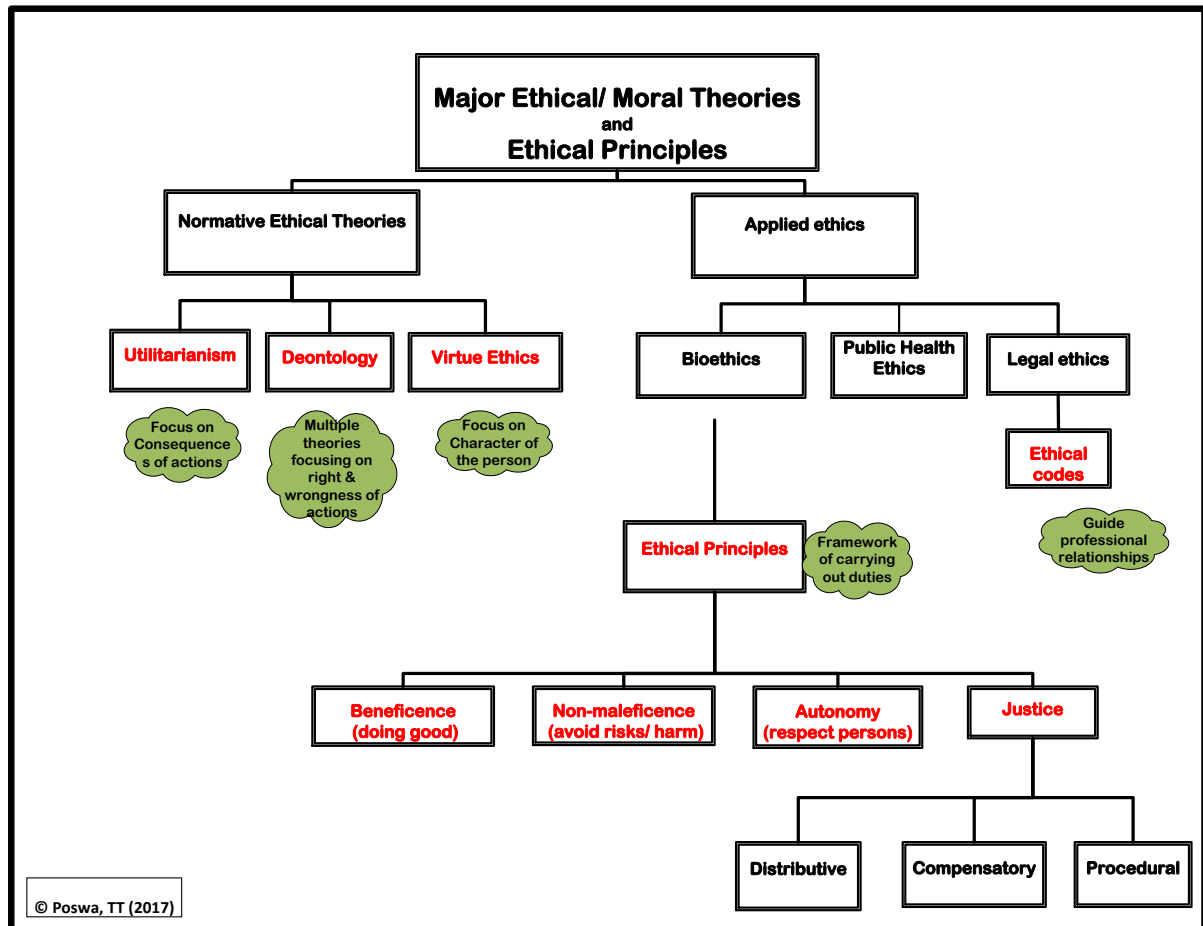 Major Ethical/ Moral Theories
and
Ethical Principles
Normative Ethical Theories
Applied ethics
Utilitarianism
Deontology
Virtue Ethics
Bioethics
Public Health
Ethics
Legal ethics
Focus on
Consequence
s of actions
Multiple
theories
focusing on
right &
wrongness of
actions
Focus on
Character of
the person
Ethical
codes
Guide
professional
relationships
Ethical Principles
Framework
of carrying
out duties
Beneficence
(doing good)
Non-maleficence
(avoid risks/ harm)
Autonomy
(respect persons)
Justice
Distributive
Compensatory
Procedural
© Poswa, TT (2017)